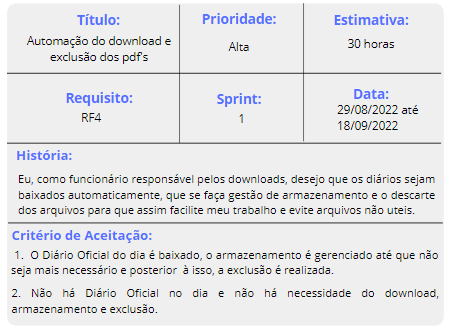 Título:
Prioridade:
Estimativa:
Automação do download e
exclusão dos pdf's
Alta
30 horas
Requisito:
Sprint:
Data:
RF4
1
29/08/2022 até
18/09/2022
História:
Eu, como funcionário responsável pelos downloads, desejo que os diários sejam
baixados automaticamente, que se faça gestão de armazenamento e o descarte
dos arquivos para que assim facilite meu trabalho e evite arquivos não uteis.
Critério de Aceitação:
1. O Diário Oficial do dia é baixado, o armazenamento é gerenciado até que não
seja mais necessário e posterior à isso, a exclusão é realizada.
2. Não há Diário Oficial no dia e não há necessidade do download,
armazenamento e exclusão.